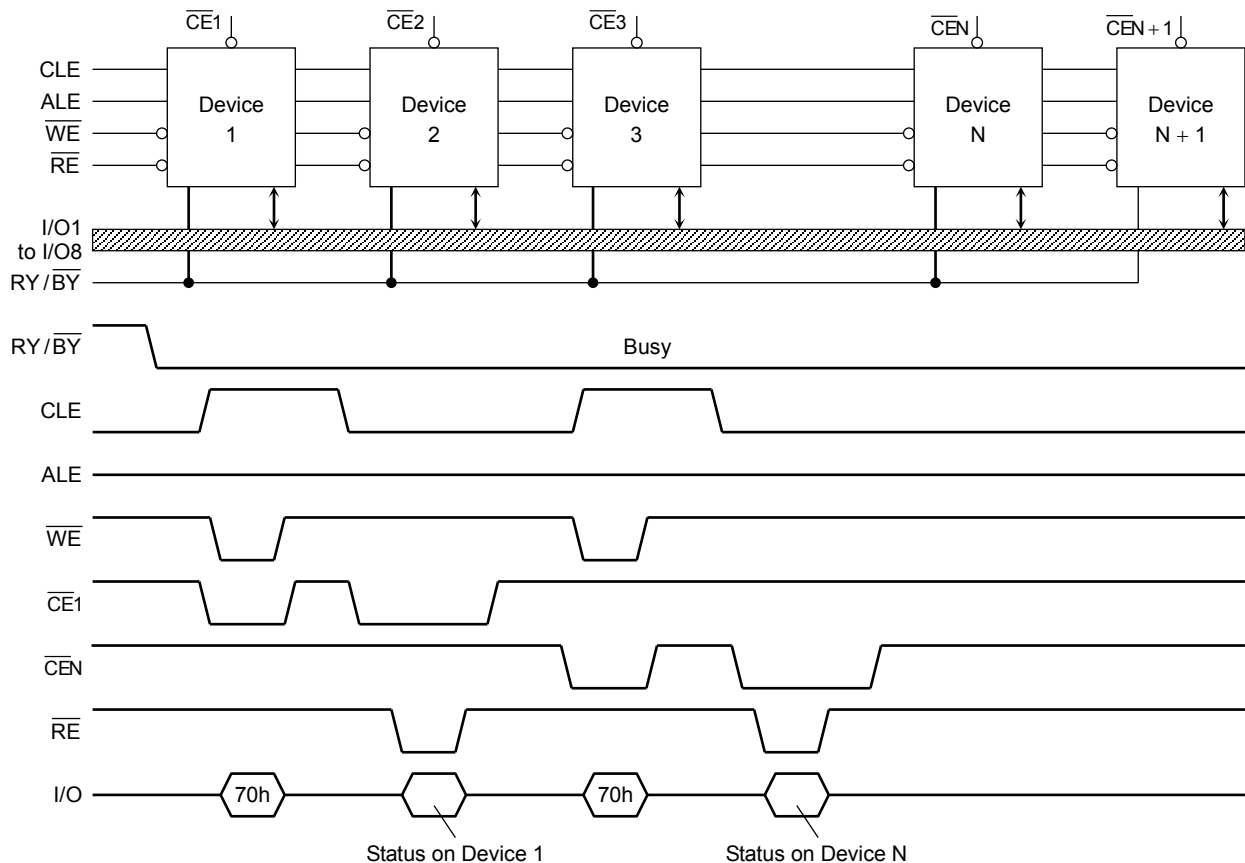 CE1 CE2 CE3 CEN CEN + 1
CLE
ALE
WE
RE
Device 1
Device 2
Device 3
Device N
Device N + 1
I/O1
to I/O8
RY/BY
RY/BY
Busy
CLE
ALE
WE
CE1
CEN
RE
I/O
70h
70h
Status on Device 1
Status on Device N